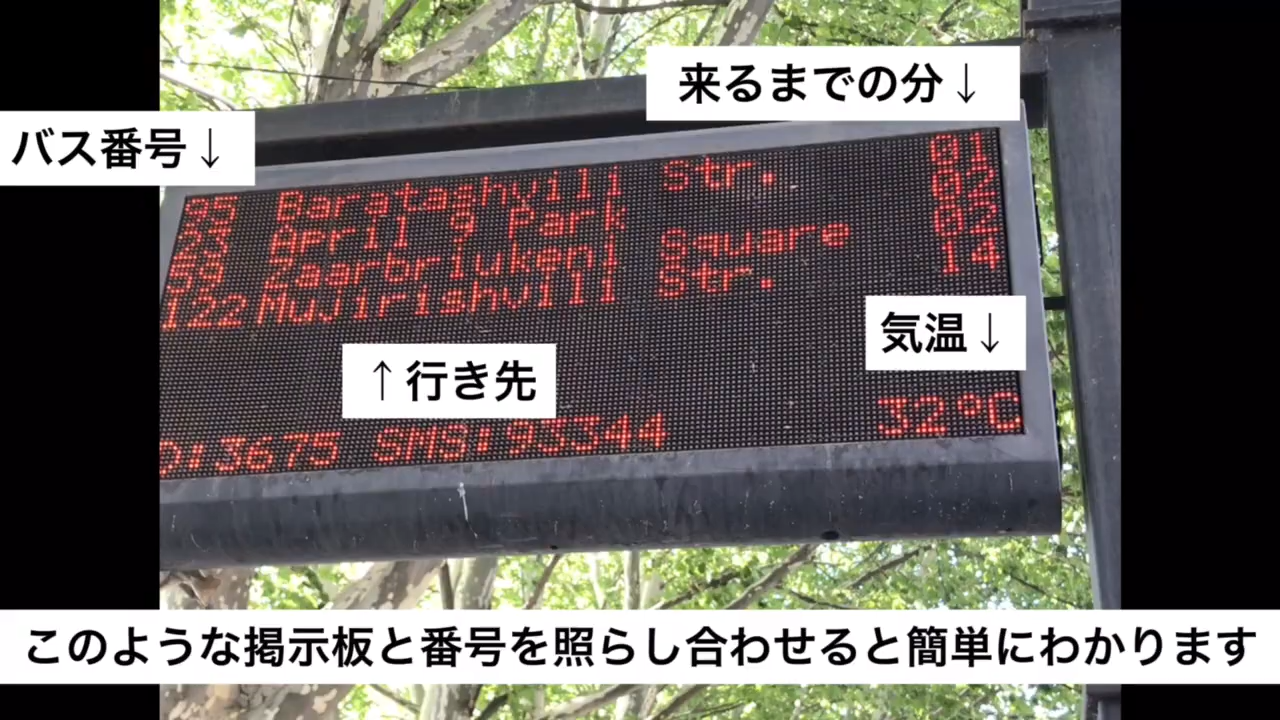 来るまでの分↓
バス番号↓
95 Baratashvili Str. 01
April 9 Park 02
59 Zaarbriukeni Square 02
122 Mujirishvili Str. 14
気温↓
↑行き先
32°C
D:3675 SMS:93344
このような掲示板と番号を照らし合わせると簡単にわかります